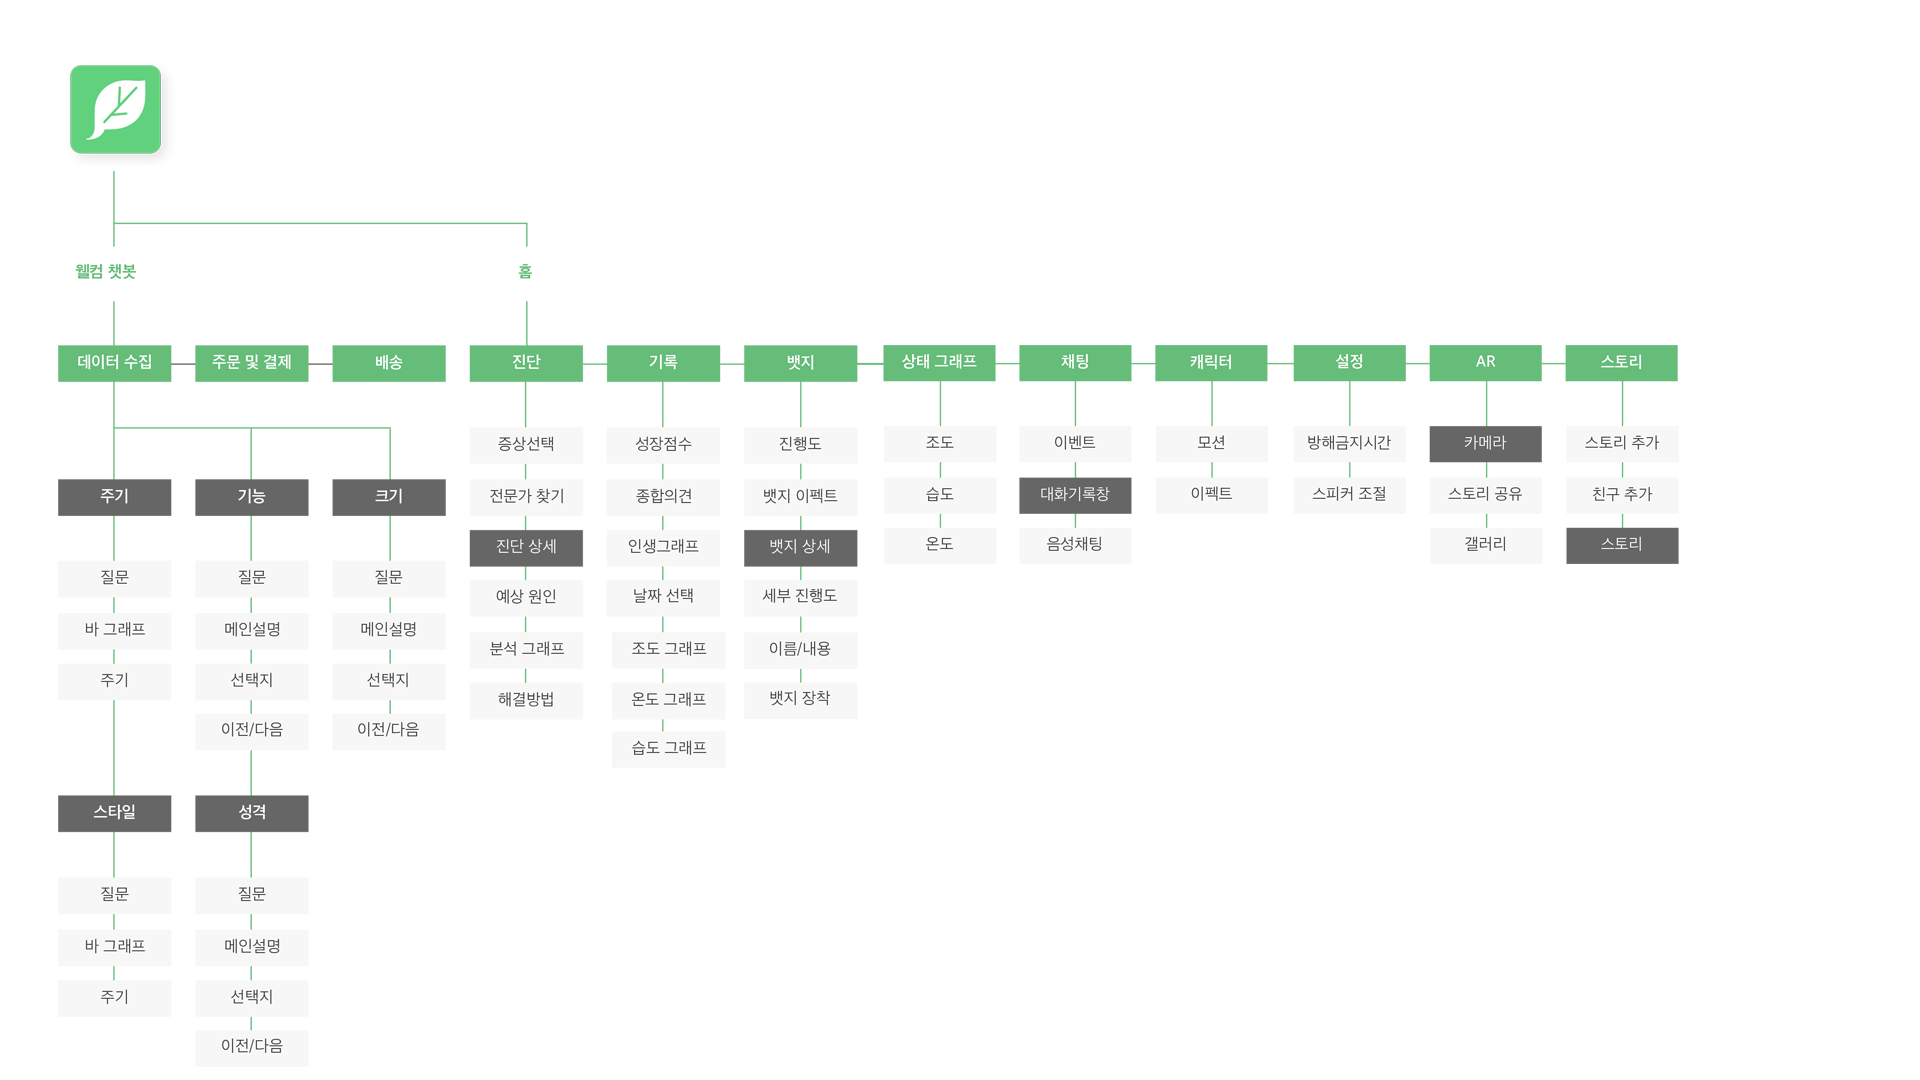 웰컴 챗봇
홈
데이터 수집
주문 및 결제
배송
진단
기록
뱃지
상태 그래프
채팅
캐릭터
설정
AR
스토리
주기
질문
바 그래프
주기
스타일
질문
바 그래프
주기
기능
질문
메인설명
선택지
이전/다음
성격
질문
메인설명
선택지
이전/다음
크기
질문
메인설명
선택지
이전/다음
증상선택
전문가 찾기
진단 상세
예상 원인
분석 그래프
해결방법
성장점수
종합의견
인생그래프
날짜 선택
조도 그래프
온도 그래프
습도 그래프
진행도
뱃지 이펙트
뱃지 상세
세부 진행도
이름/내용
뱃지 장착
조도
습도
온도
이벤트
대화기록창
음성채팅
모션
이펙트
방해금지시간
스피커 조절
카메라
스토리 공유
갤러리
스토리 추가
친구 추가
스토리